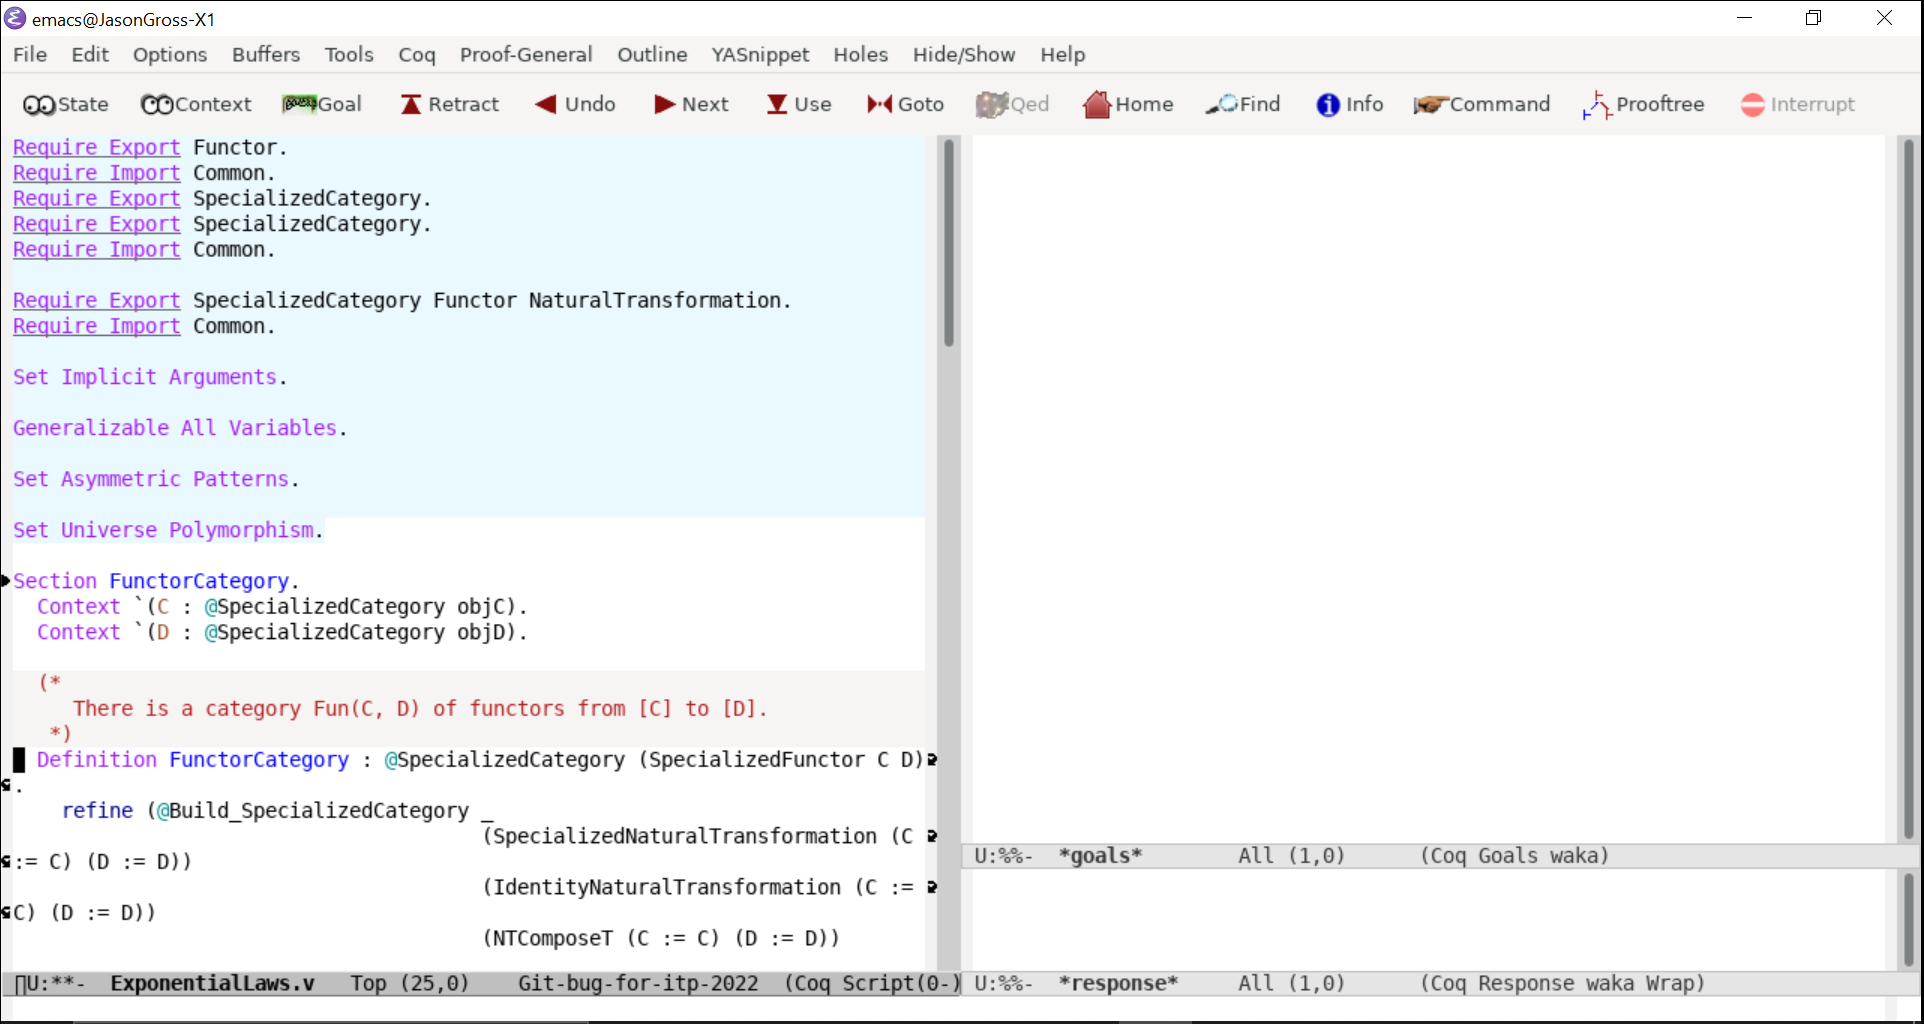 emacs@JasonGross-X1
File Edit Options Buffers Tools Coq Proof-General Outline YASnippet Holes Hide/Show Help
State Context Goal Retract Undo Next Use Goto Qed Home Find Info Command Prooftree Interrupt
Require Export Functor.
Require Import Common.
Require Export SpecializedCategory.
Require Export SpecializedCategory.
Require Import Common.
Require Export SpecializedCategory Functor NaturalTransformation.
Require Import Common.
Set Implicit Arguments.
Generalizable All Variables.
Set Asymmetric Patterns.
Set Universe Polymorphism.
Section FunctorCategory.
Context `(C : @SpecializedCategory objC).
Context `(D : @SpecializedCategory objD).
(*
There is a category Fun(C, D) of functors from [C] to [D].
*)
Definition FunctorCategory : @SpecializedCategory (SpecializedFunctor C D)
.
refine (@Build_SpecializedCategory _
(SpecializedNaturalTransformation (C
:= C) (D := D))
(IdentityNaturalTransformation (C :=
C) (D := D))
(NTComposeT (C := C) (D := D))
U:**- ExponentialLaws.v Top (25,0) Git-bug-for-itp-2022 (Coq Script(0-)
U:%%- *goals* All (1,0) (Coq Goals waka)
U:%%- *response* All (1,0) (Coq Response waka Wrap)